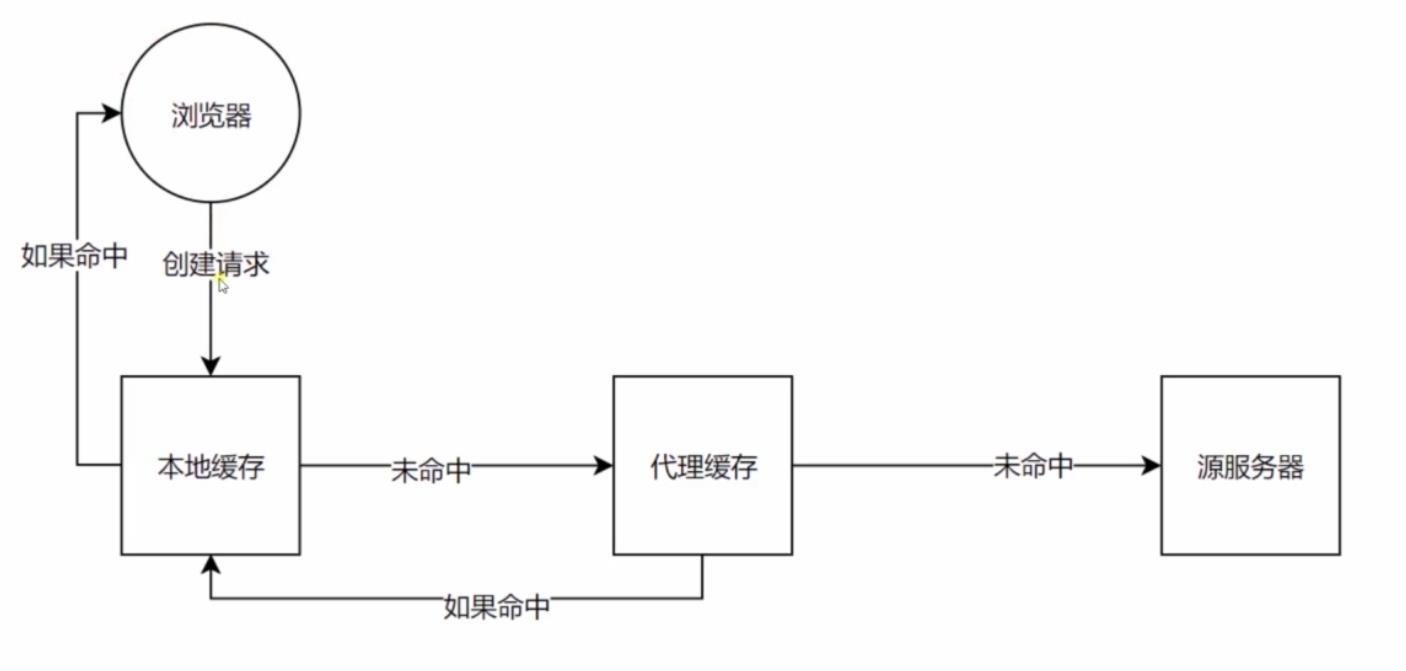 浏览器
如果命中
创建请求
本地缓存
未命中
代理缓存
未命中
源服务器
如果命中